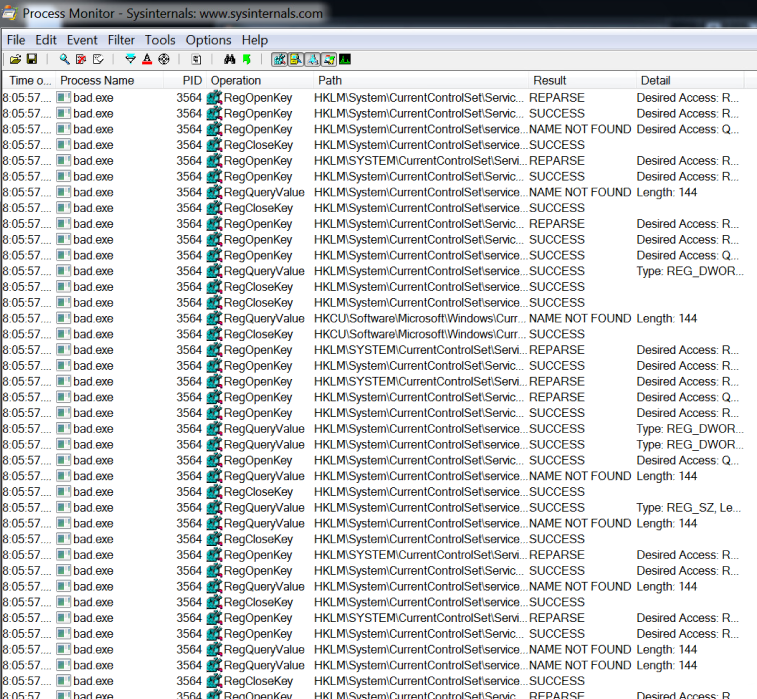 Process Monitor - Sysinternals: www.sysinternals.com
File Edit Event Filter Tools Options Help
Time o... Process Name PID Operation Path Result Detail
8:05:57.... bad.exe 3564 RegOpenKey HKLM\System\CurrentControlSet\Servic... REPARSE Desired Access: R...
8:05:57.... bad.exe 3564 RegOpenKey HKLM\System\CurrentControlSet\Servic... SUCCESS Desired Access: R...
8:05:57.... bad.exe 3564 RegOpenKey HKLM\System\CurrentControlSet\service... NAME NOT FOUND Desired Access: Q...
8:05:57.... bad.exe 3564 RegCloseKey HKLM\System\CurrentControlSet\service... SUCCESS
8:05:57.... bad.exe 3564 RegOpenKey HKLM\SYSTEM\CurrentControlSet\Servi... REPARSE Desired Access: R...
8:05:57.... bad.exe 3564 RegOpenKey HKLM\System\CurrentControlSet\Servic... SUCCESS Desired Access: R...
8:05:57.... bad.exe 3564 RegQueryValue HKLM\System\CurrentControlSet\service... NAME NOT FOUND Length: 144
8:05:57.... bad.exe 3564 RegCloseKey HKLM\System\CurrentControlSet\service... SUCCESS
8:05:57.... bad.exe 3564 RegOpenKey HKLM\System\CurrentControlSet\Servic... REPARSE Desired Access: R...
8:05:57.... bad.exe 3564 RegOpenKey HKLM\System\CurrentControlSet\Servic... SUCCESS Desired Access: R...
8:05:57.... bad.exe 3564 RegOpenKey HKLM\System\CurrentControlSet\service... SUCCESS Desired Access: Q...
8:05:57.... bad.exe 3564 RegQueryValue HKLM\System\CurrentControlSet\service... SUCCESS Type: REG_DWOR...
8:05:57.... bad.exe 3564 RegCloseKey HKLM\System\CurrentControlSet\service... SUCCESS
8:05:57.... bad.exe 3564 RegCloseKey HKLM\System\CurrentControlSet\service... SUCCESS
8:05:57.... bad.exe 3564 RegQueryValue HKCU\Software\Microsoft\Windows\Curr... NAME NOT FOUND Length: 144
8:05:57.... bad.exe 3564 RegCloseKey HKCU\Software\Microsoft\Windows\Curr... SUCCESS
8:05:57.... bad.exe 3564 RegOpenKey HKLM\SYSTEM\CurrentControlSet\Servi... REPARSE Desired Access: R...
8:05:57.... bad.exe 3564 RegOpenKey HKLM\System\CurrentControlSet\Servic... SUCCESS Desired Access: R...
8:05:57.... bad.exe 3564 RegOpenKey HKLM\SYSTEM\CurrentControlSet\Servi... REPARSE Desired Access: R...
8:05:57.... bad.exe 3564 RegOpenKey HKLM\System\CurrentControlSet\Servic... REPARSE Desired Access: Q...
8:05:57.... bad.exe 3564 RegOpenKey HKLM\System\CurrentControlSet\Servic... SUCCESS Desired Access: R...
8:05:57.... bad.exe 3564 RegQueryValue HKLM\System\CurrentControlSet\service... SUCCESS Type: REG_DWOR...
8:05:57.... bad.exe 3564 RegQueryValue HKLM\System\CurrentControlSet\service... SUCCESS Type: REG_DWOR...
8:05:57.... bad.exe 3564 RegOpenKey HKLM\System\CurrentControlSet\Servic... SUCCESS Desired Access: Q...
8:05:57.... bad.exe 3564 RegQueryValue HKLM\System\CurrentControlSet\service... NAME NOT FOUND Length: 144
8:05:57.... bad.exe 3564 RegCloseKey HKLM\System\CurrentControlSet\service... SUCCESS
8:05:57.... bad.exe 3564 RegQueryValue HKLM\System\CurrentControlSet\service... SUCCESS Type: REG_SZ, Le...
8:05:57.... bad.exe 3564 RegQueryValue HKLM\System\CurrentControlSet\service... NAME NOT FOUND Length: 144
8:05:57.... bad.exe 3564 RegCloseKey HKLM\System\CurrentControlSet\service... SUCCESS
8:05:57.... bad.exe 3564 RegOpenKey HKLM\SYSTEM\CurrentControlSet\Servi... REPARSE Desired Access: R...
8:05:57.... bad.exe 3564 RegOpenKey HKLM\System\CurrentControlSet\Servic... SUCCESS Desired Access: R...
8:05:57.... bad.exe 3564 RegQueryValue HKLM\System\CurrentControlSet\service... NAME NOT FOUND Length: 144
8:05:57.... bad.exe 3564 RegCloseKey HKLM\System\CurrentControlSet\service... SUCCESS
8:05:57.... bad.exe 3564 RegOpenKey HKLM\SYSTEM\CurrentControlSet\Servi... REPARSE Desired Access: R...
8:05:57.... bad.exe 3564 RegOpenKey HKLM\System\CurrentControlSet\Servic... SUCCESS Desired Access: R...
8:05:57.... bad.exe 3564 RegQueryValue HKLM\System\CurrentControlSet\service... NAME NOT FOUND Length: 144
8:05:57.... bad.exe 3564 RegQueryValue HKLM\System\CurrentControlSet\service... NAME NOT FOUND Length: 144
8:05:57.... bad.exe 3564 RegCloseKey HKLM\System\CurrentControlSet\service... SUCCESS
8:05:57.... bad.exe 3564 RegOpenKey HKLM\System\CurrentControlSet\Servic... REPARSE Desired Access: R...